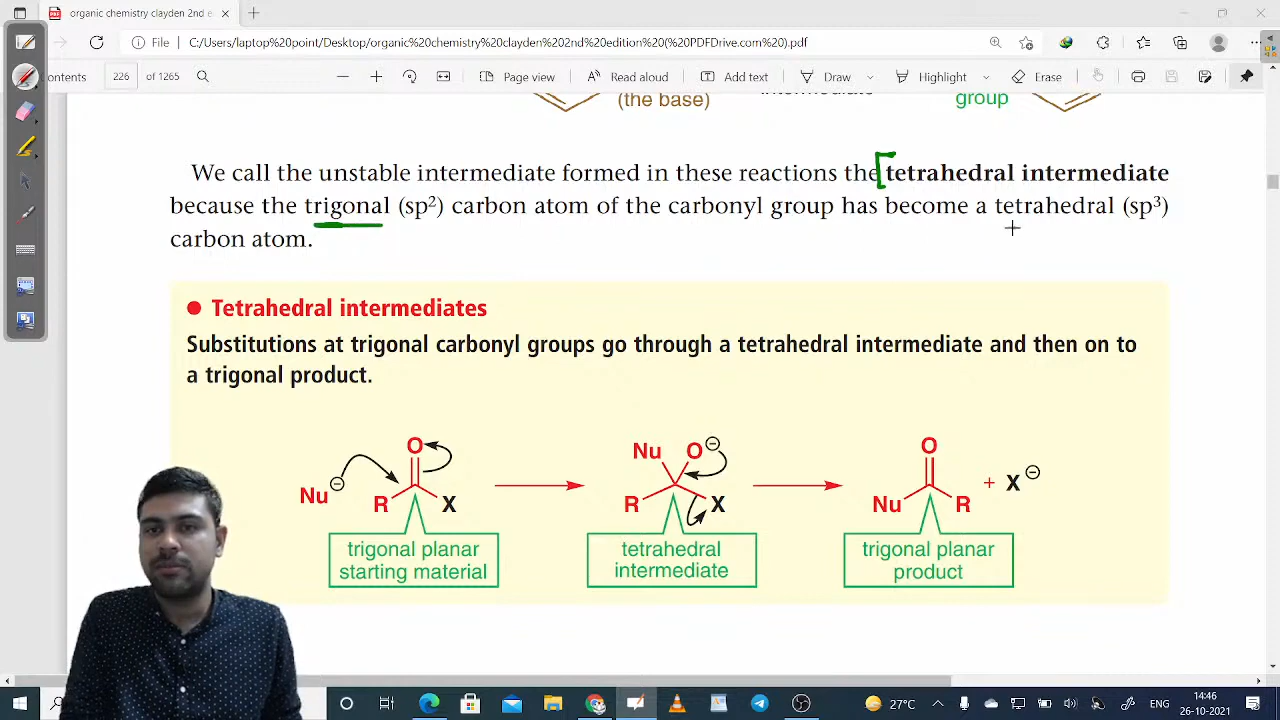 organic chemistry clayden 2nd e
File C:/Users/laptop%20point/Desktop/organic%20chemistry%20clayden%202nd%20edition%20(%20PDFDrive.com%20).pdf
ontents 226 of 1265 Page view Read aloud Add text Draw Highlight Erase
(the base) group
We call the unstable intermediate formed in these reactions the tetrahedral intermediate
because the trigonal (sp²) carbon atom of the carbonyl group has become a tetrahedral (sp³)
carbon atom.
● Tetrahedral intermediates
Substitutions at trigonal carbonyl groups go through a tetrahedral intermediate and then on to
a trigonal product.
O Nu O⊖ O
Nu⊖ R X R X Nu R + X⊖
trigonal planar
starting material
tetrahedral
intermediate
trigonal planar
product
27°C ENG 14:46
26-10-2021